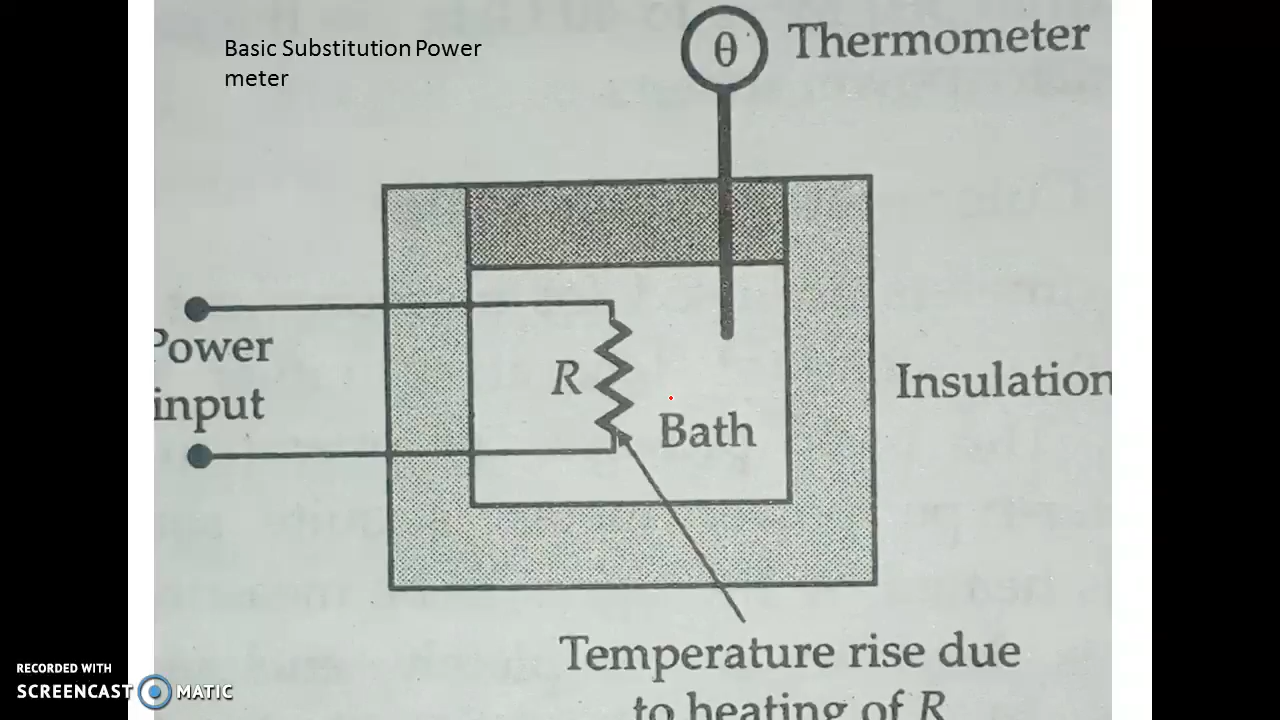 Basic Substitution Power
meter
θ Thermometer
Power
input
R
Bath
Insulation
Temperature rise due
to heating of R
RECORDED WITH
SCREENCAST MATIC